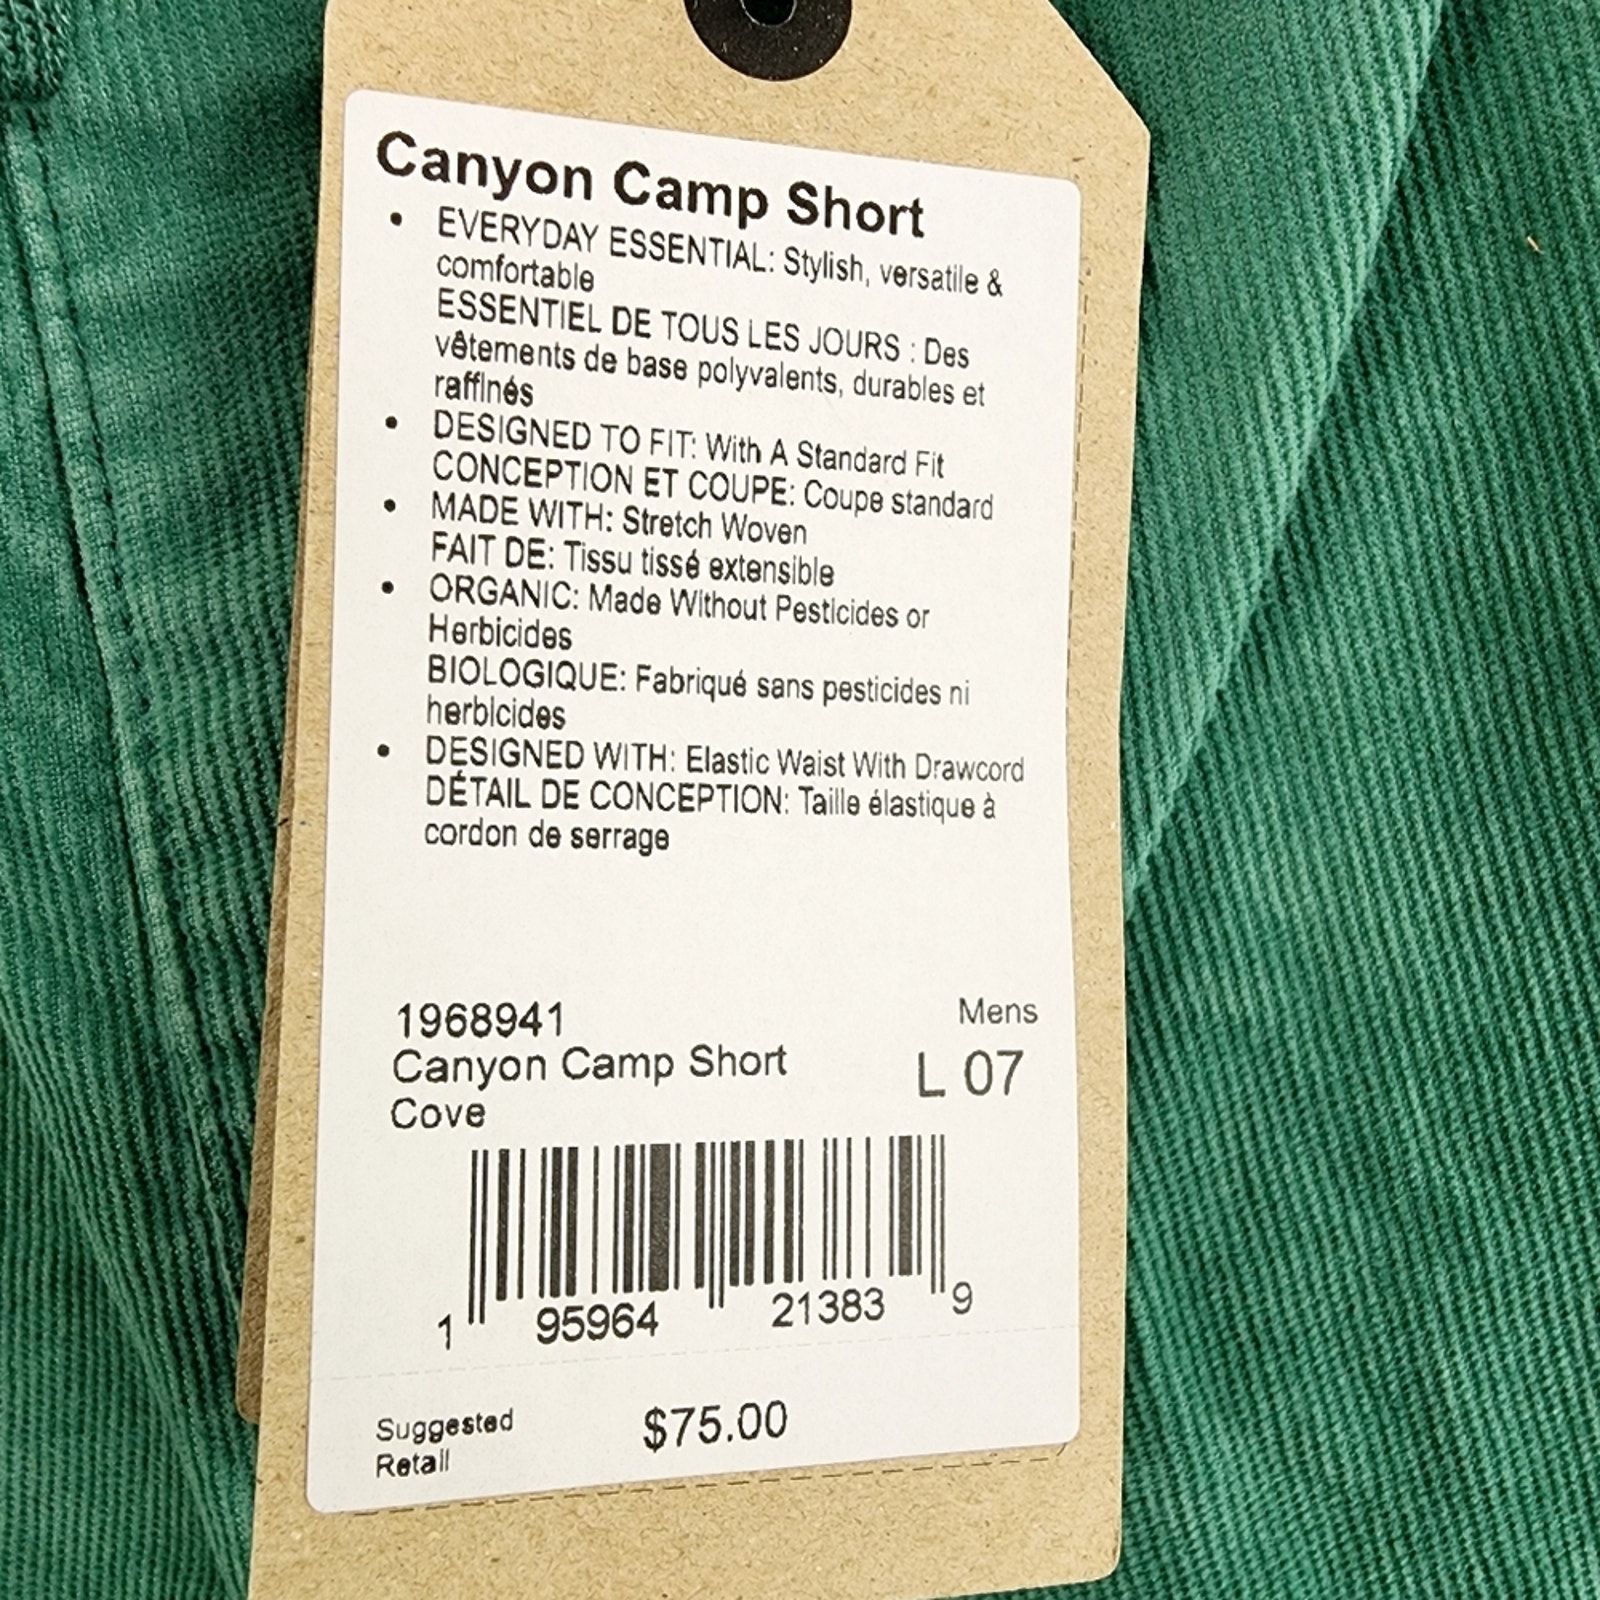 Canyon Camp Short
• EVERYDAY ESSENTIAL: Stylish, versatile &
comfortable
ESSENTIEL DE TOUS LES JOURS : Des
vêtements de base polyvalents, durables et
raffinés
• DESIGNED TO FIT: With A Standard Fit
CONCEPTION ET COUPE: Coupe standard
• MADE WITH: Stretch Woven
FAIT DE: Tissu tissé extensible
• ORGANIC: Made Without Pesticides or
Herbicides
BIOLOGIQUE: Fabriqué sans pesticides ni
herbicides
• DESIGNED WITH: Elastic Waist With Drawcord
DÉTAIL DE CONCEPTION: Taille élastique à
cordon de serrage
1968941
Mens
Canyon Camp Short
L 07
Cove
1 95964 21383 9
Suggested
Retail
$75.00